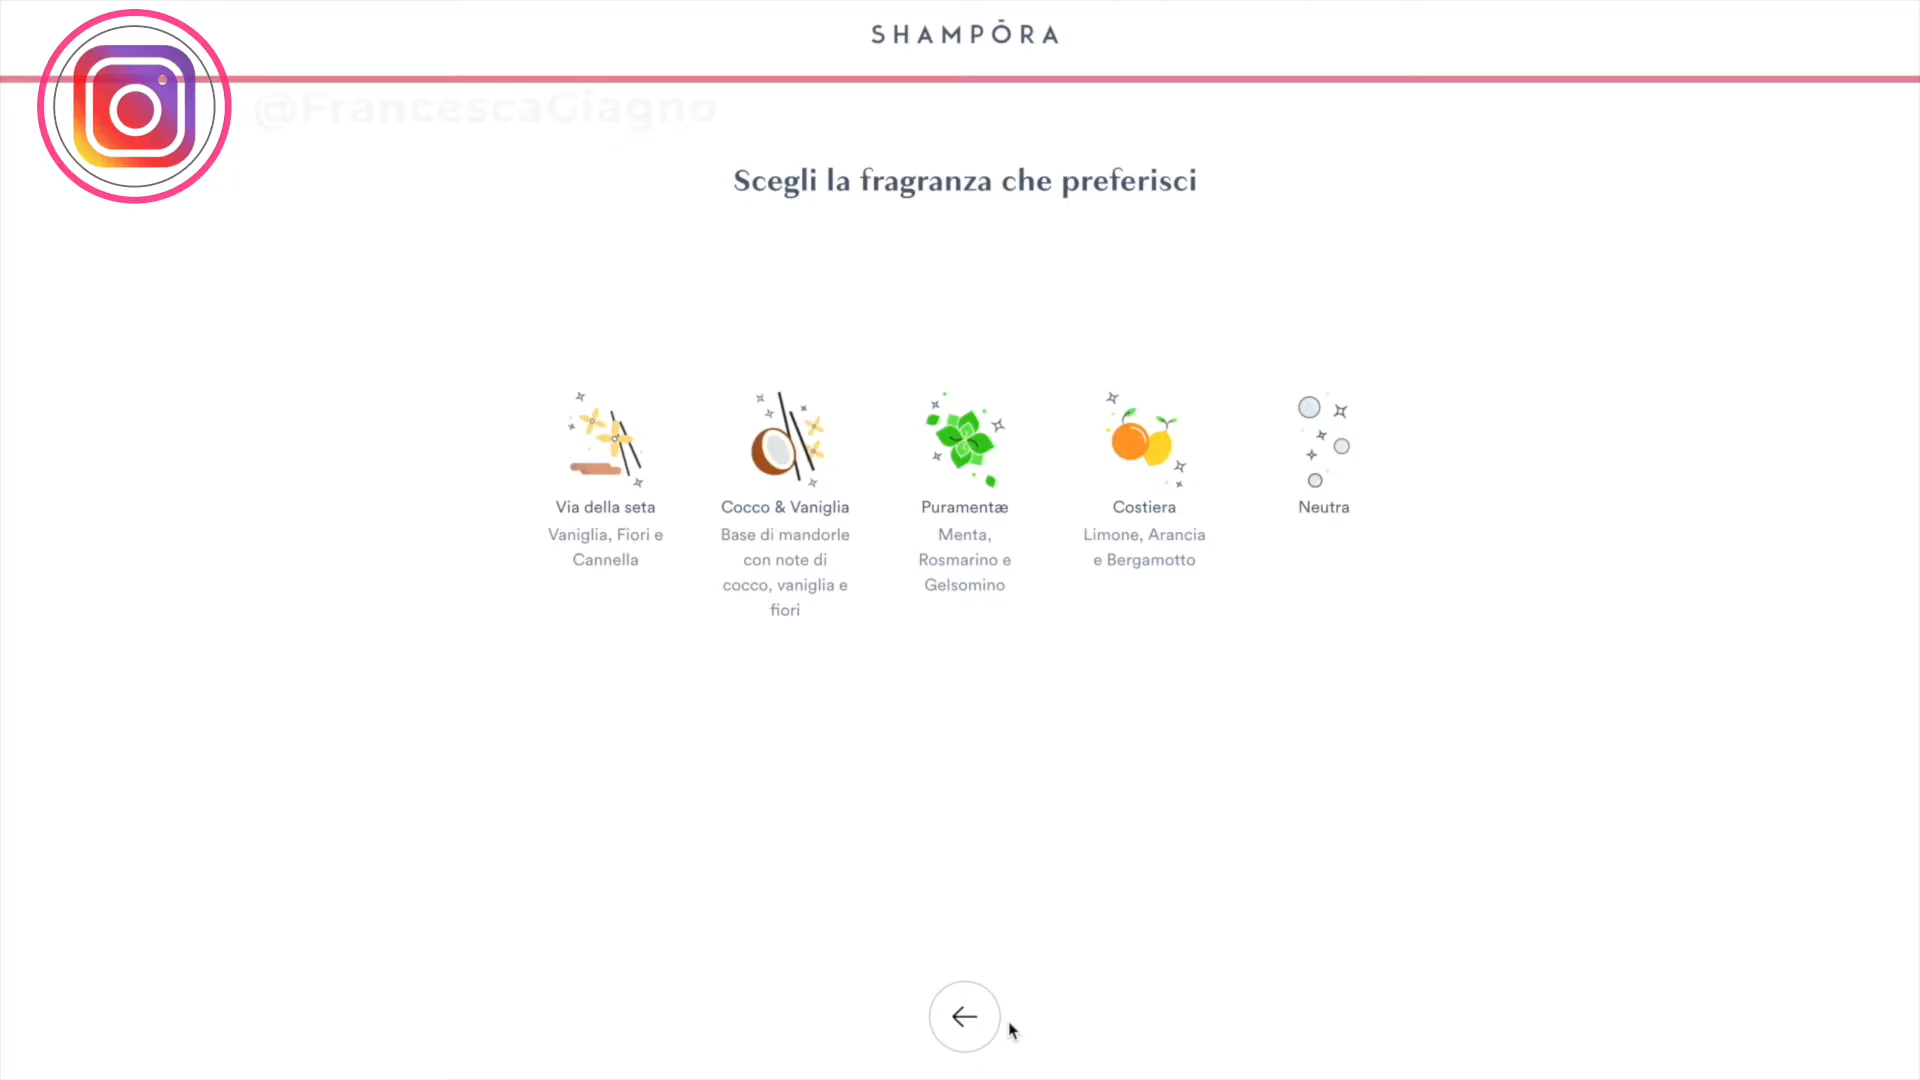 SHAMPŌRA
@FrancescaGiagno
Scegli la fragranza che preferisci
Via della seta
Vaniglia, Fiori e
Cannella
Cocco & Vaniglia
Base di mandorle
con note di
cocco, vaniglia e
fiori
Puramentæ
Menta,
Rosmarino e
Gelsomino
Costiera
Limone, Arancia
e Bergamotto
Neutra